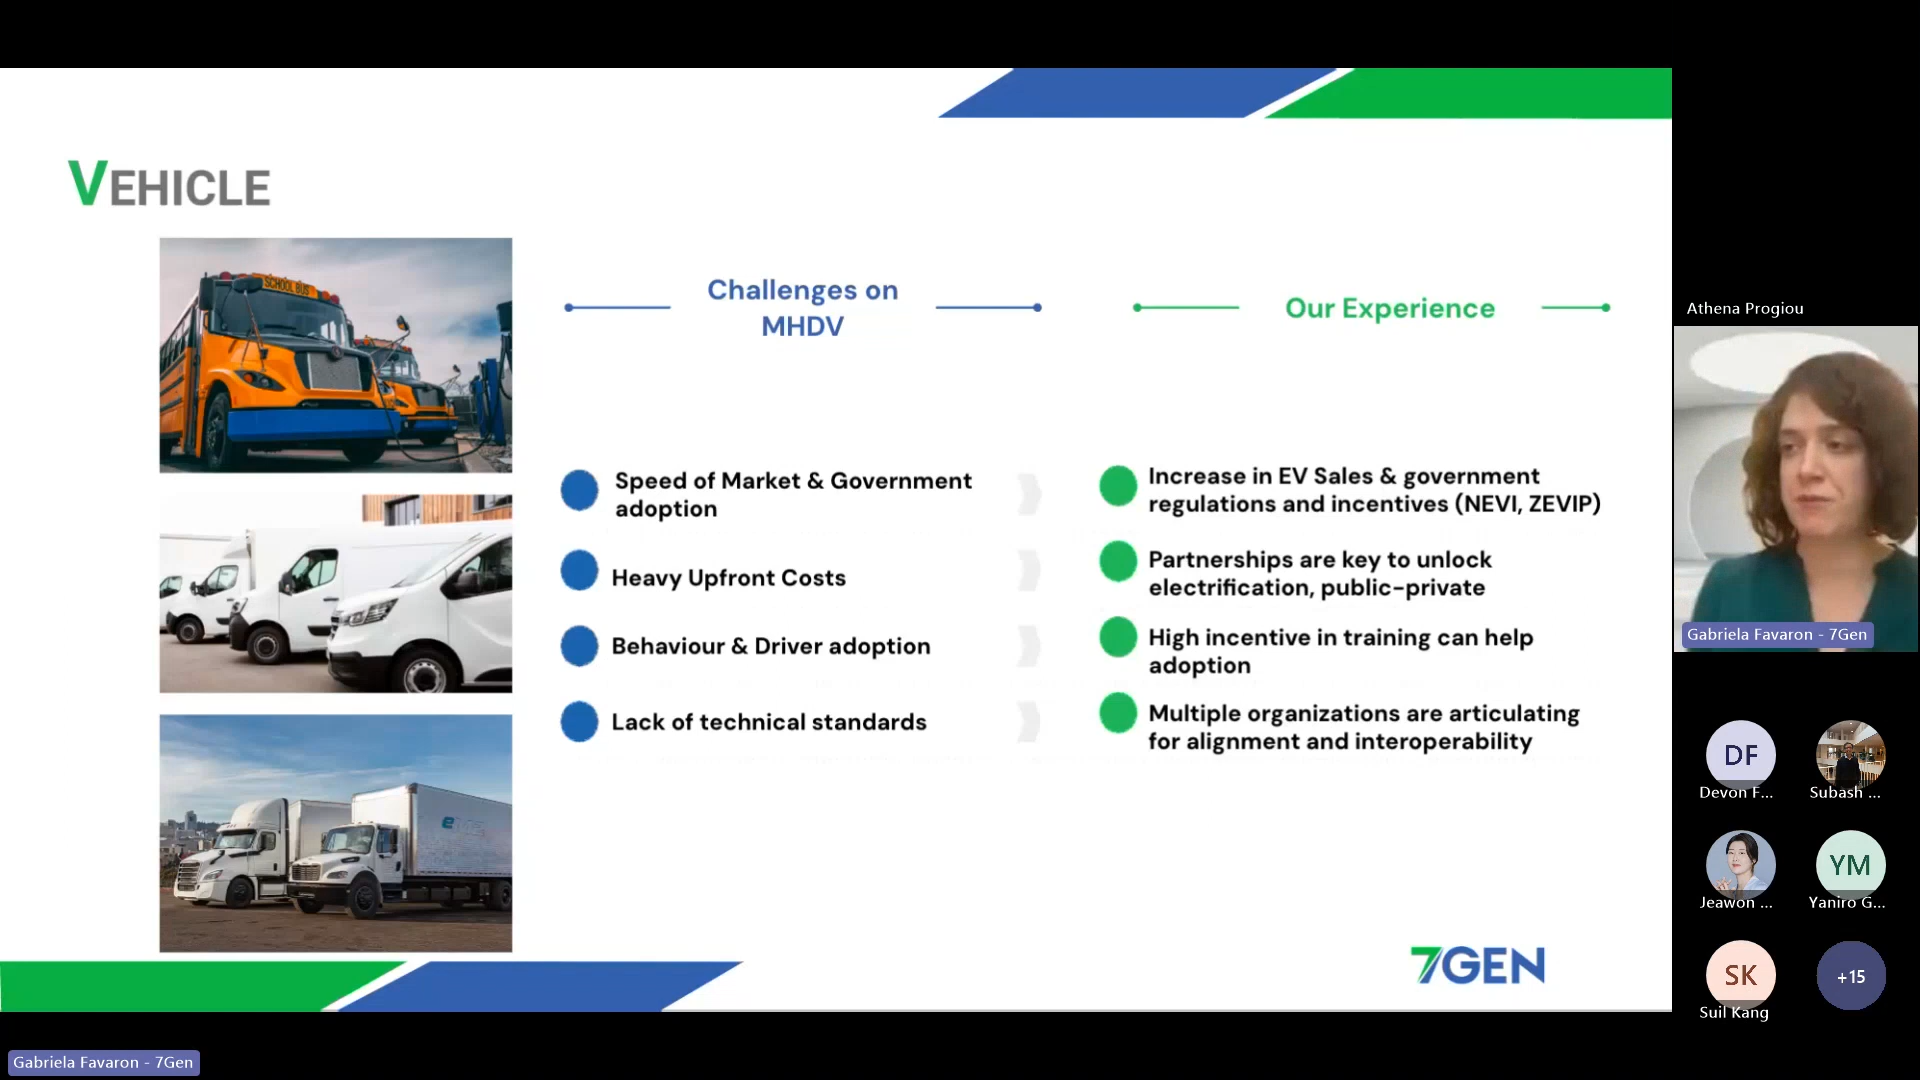 VEHICLE
SCHOOL BUS
Challenges on
MHDV
Speed of Market & Government
adoption
Heavy Upfront Costs
Behaviour & Driver adoption
Lack of technical standards
Our Experience
Increase in EV Sales & government
regulations and incentives (NEVI, ZEVIP)
Partnerships are key to unlock
electrification, public-private
High incentive in training can help
adoption
Multiple organizations are articulating
for alignment and interoperability
7GEN
Athena Progiou
Gabriela Favaron - 7Gen
DF
Devon F...
Subash ...
Jeawon ...
YM
Yaniro G...
SK
Suil Kang
+15
Gabriela Favaron - 7Gen